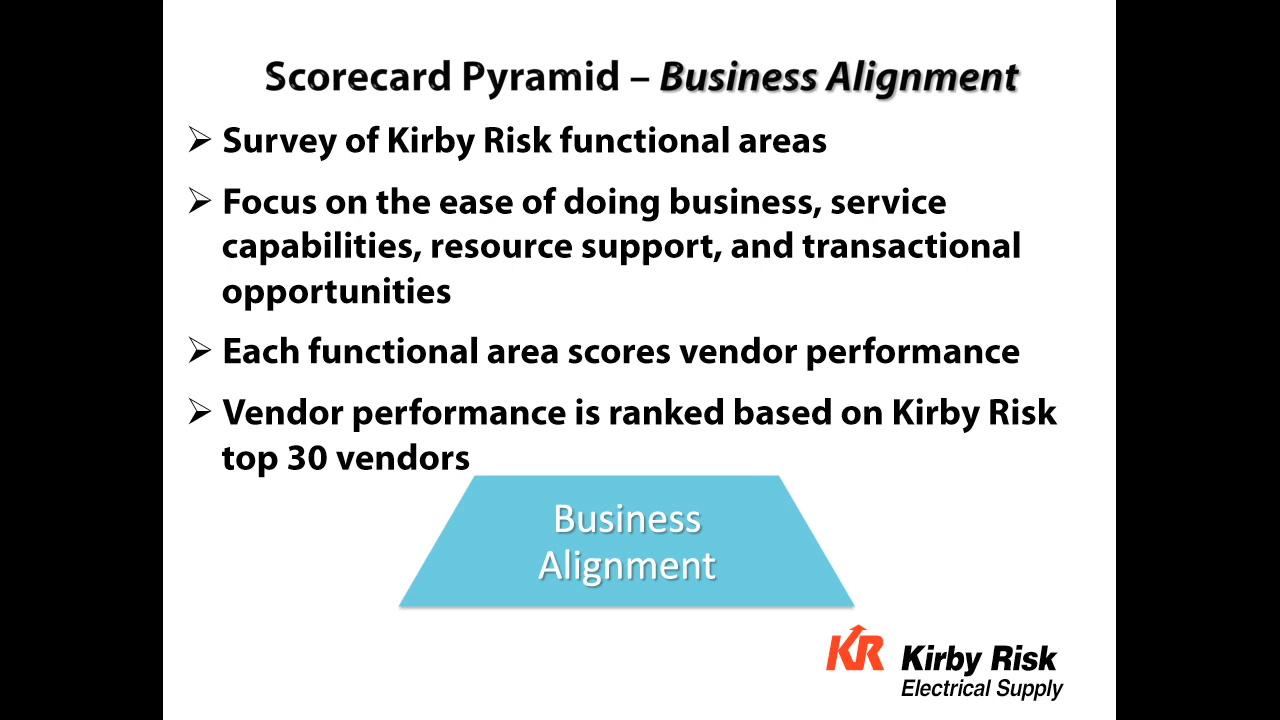 Scorecard Pyramid – Business Alignment
➢ Survey of Kirby Risk functional areas
➢ Focus on the ease of doing business, service
capabilities, resource support, and transactional
opportunities
➢ Each functional area scores vendor performance
➢ Vendor performance is ranked based on Kirby Risk
top 30 vendors
Business
Alignment
KR Kirby Risk
Electrical Supply